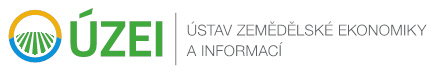 ÚZEI
ÚSTAV ZEMĚDĚLSKÉ EKONOMIKY
A INFORMACÍ